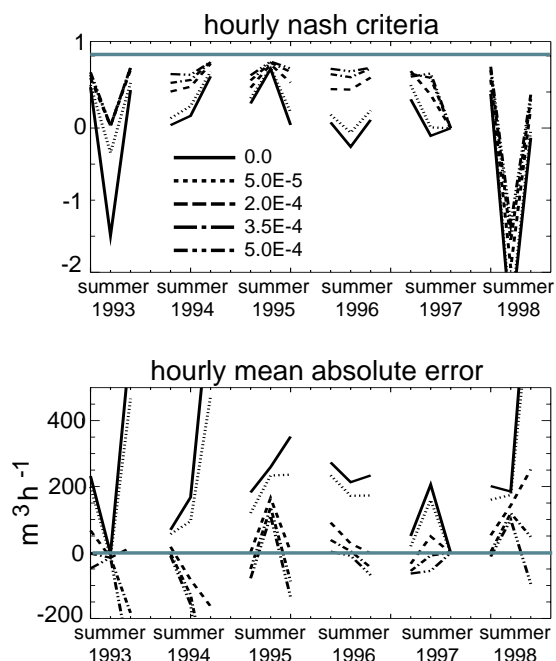 hourly nash criteria
1
0
-1
-2
0.0
5.0E-5
2.0E-4
3.5E-4
5.0E-4
summer summer summer summer summer summer
1993 1994 1995 1996 1997 1998
hourly mean absolute error
m³h⁻¹
400
200
0
-200
summer summer summer summer summer summer
1993 1994 1995 1996 1997 1998